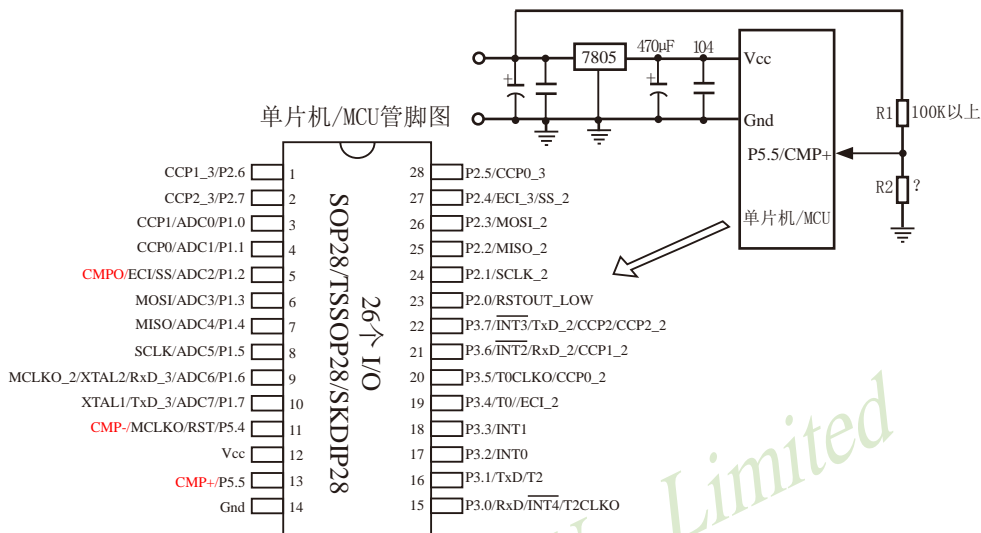 7805
470μF
104
Vcc
Gnd
P5.5/CMP+
单片机/MCU
R1
100K以上
R2
?
+
+
单片机/MCU管脚图
CCP1_3/P2.6 1
CCP2_3/P2.7 2
CCP1/ADC0/P1.0 3
CCP0/ADC1/P1.1 4
CMPO/ECI/SS/ADC2/P1.2 5
MOSI/ADC3/P1.3 6
MISO/ADC4/P1.4 7
SCLK/ADC5/P1.5 8
MCLKO_2/XTAL2/RxD_3/ADC6/P1.6 9
XTAL1/TxD_3/ADC7/P1.7 10
CMP-/MCLKO/RST/P5.4 11
Vcc 12
CMP+/P5.5 13
Gnd 14
SOP28/TSSOP28/SKDIP28
26个 I/O
28 P2.5/CCP0_3
27 P2.4/ECI_3/SS_2
26 P2.3/MOSI_2
25 P2.2/MISO_2
24 P2.1/SCLK_2
23 P2.0/RSTOUT_LOW
22 P3.7/INT3/TxD_2/CCP2/CCP2_2
21 P3.6/INT2/RxD_2/CCP1_2
20 P3.5/T0CLKO/CCP0_2
19 P3.4/T0//ECI_2
18 P3.3/INT1
17 P3.2/INT0
16 P3.1/TxD/T2
15 P3.0/RxD/INT4/T2CLKO
Limited